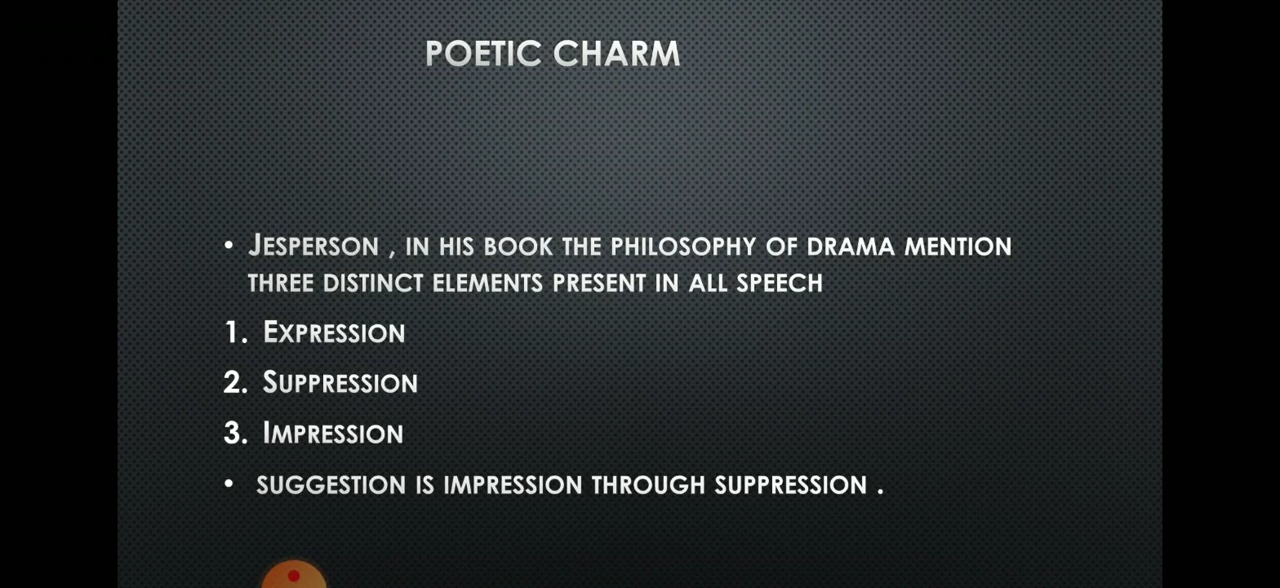 POETIC CHARM
• JESPERSON , IN HIS BOOK THE PHILOSOPHY OF DRAMA MENTION
THREE DISTINCT ELEMENTS PRESENT IN ALL SPEECH
1. EXPRESSION
2. SUPPRESSION
3. IMPRESSION
• SUGGESTION IS IMPRESSION THROUGH SUPPRESSION .